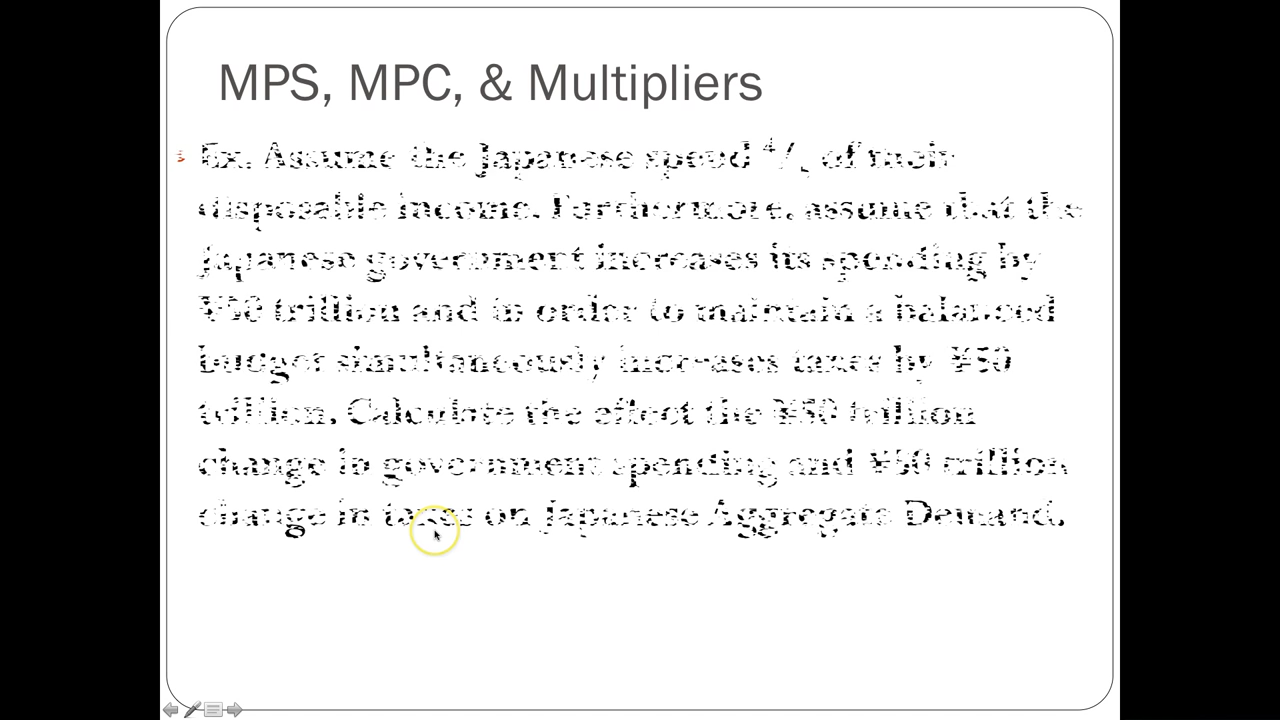 MPS, MPC, & Multipliers
Ex. Assume the Japanese spend 4/ of their
disposable income. Furthermore, assume that the
Japanese government increases its spending by
¥50 trillion and in order to maintain a balanced
budget simultaneously increases taxes by ¥50
trillion. Calculate the effect the ¥50 trillion
change in government spending and ¥50 trillion
change in taxes on Japanese Aggregate Demand.